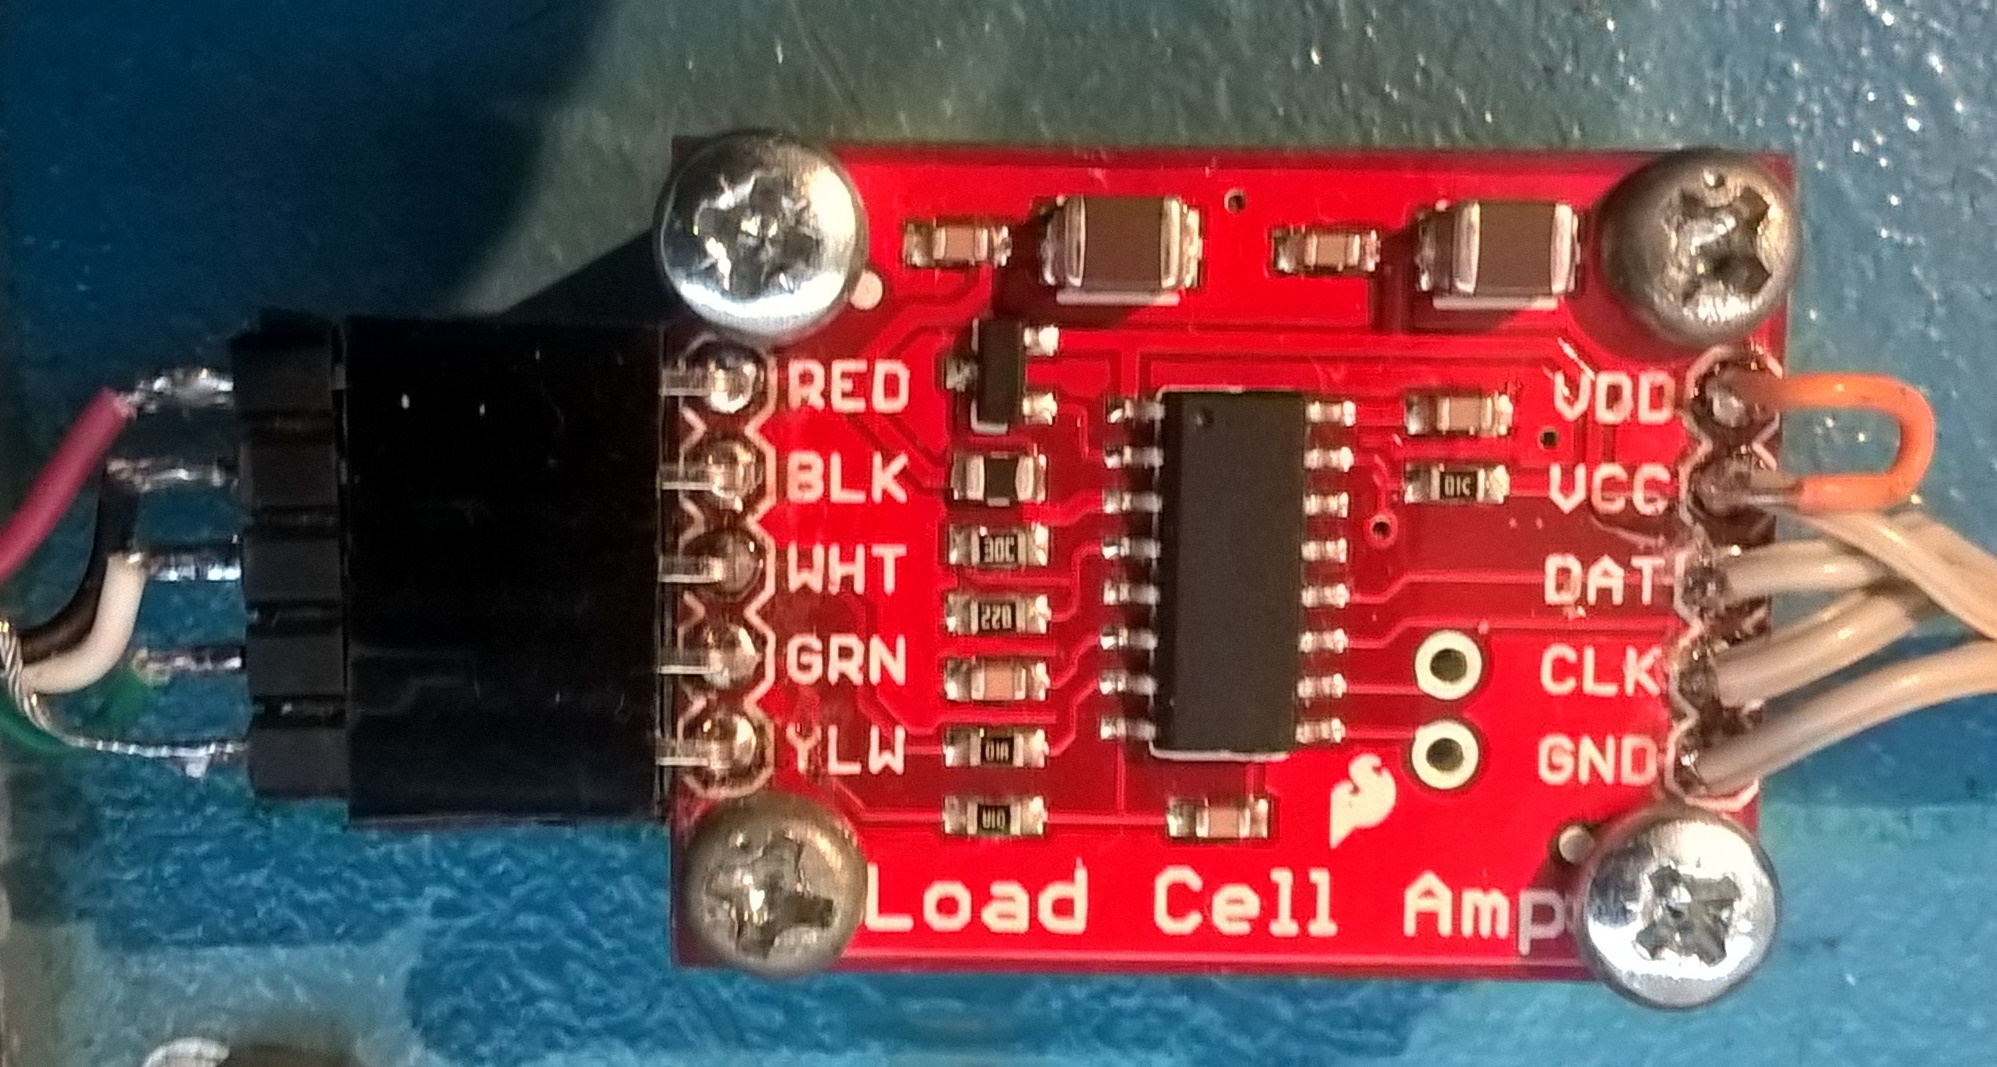 RED
BLK
WHT
GRN
YLW
VDD
VCC
DAT
CLK
GND
Load Cell Amp